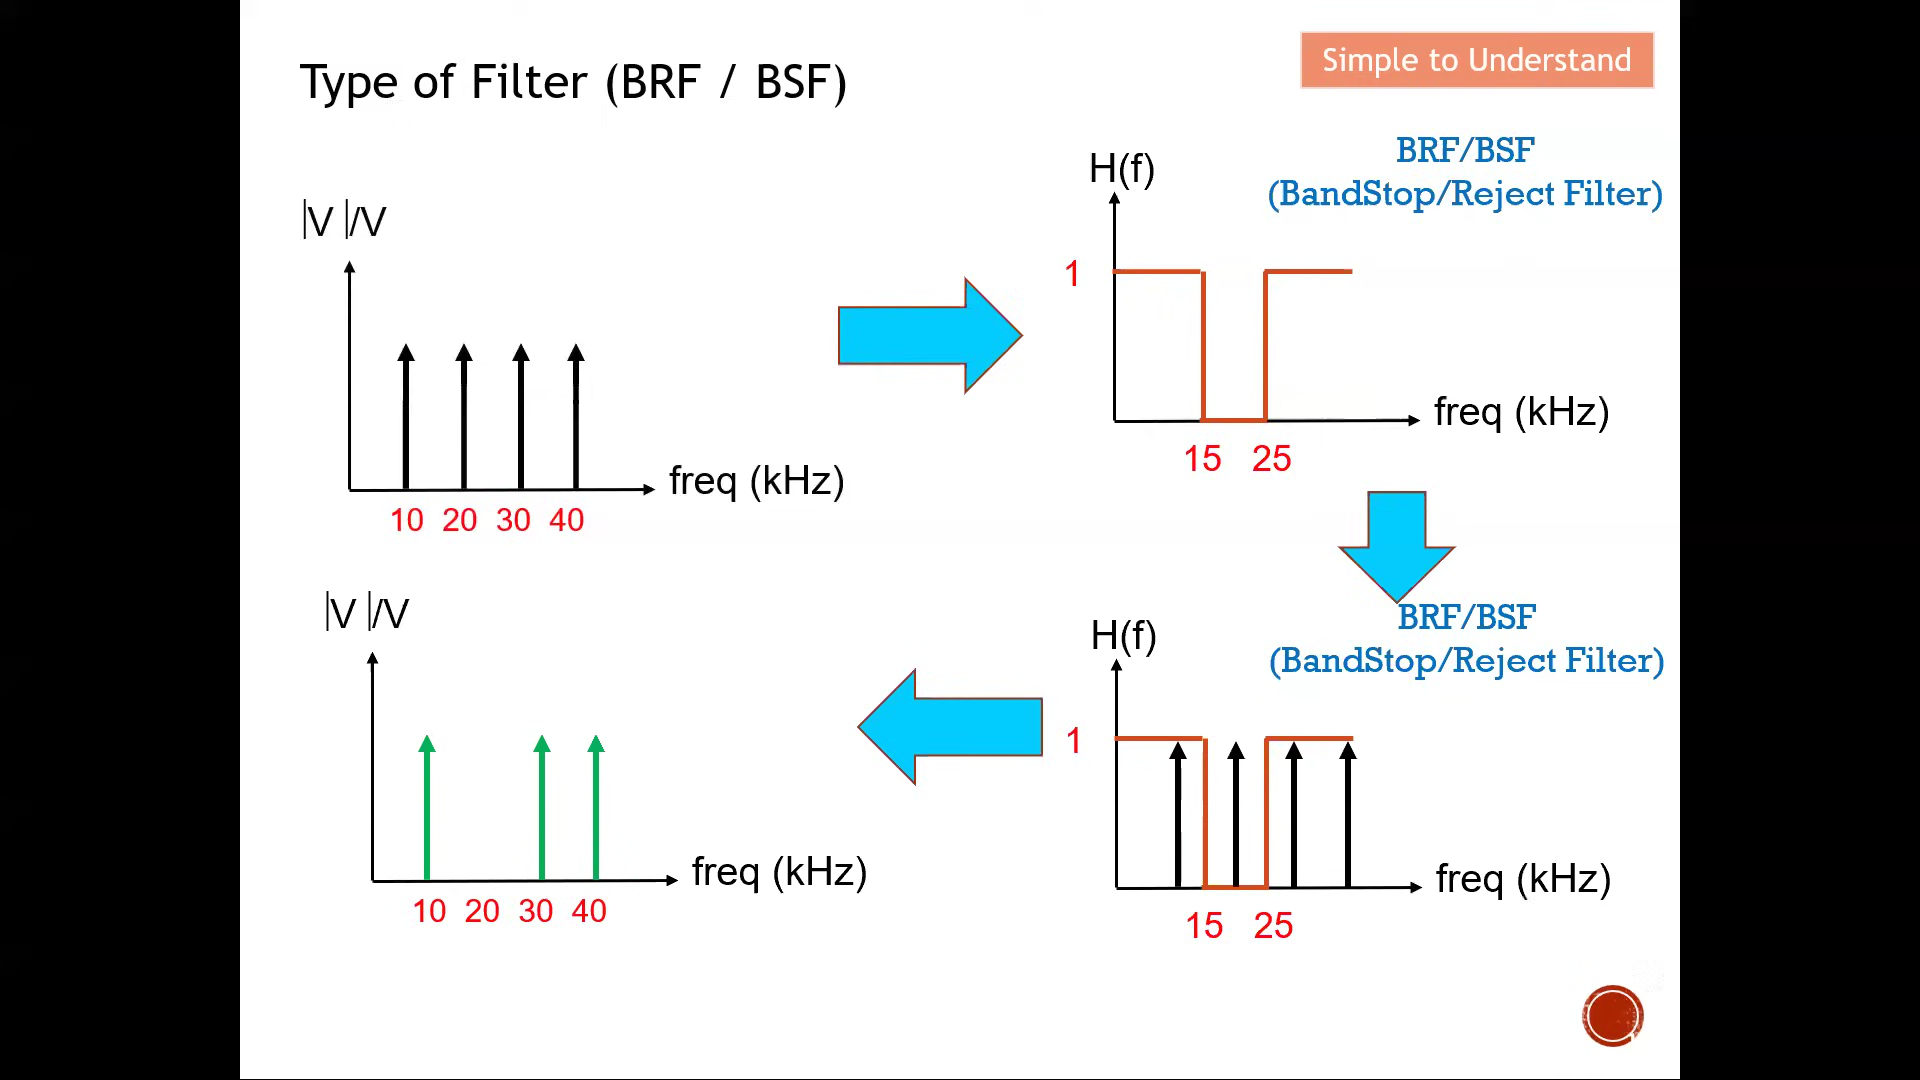 Type of Filter (BRF / BSF)
Simple to Understand
|V |/V
freq (kHz)
10 20 30 40
H(f)
BRF/BSF
(BandStop/Reject Filter)
1
freq (kHz)
15 25
|V |/V
freq (kHz)
10 20 30 40
H(f)
BRF/BSF
(BandStop/Reject Filter)
1
freq (kHz)
15 25